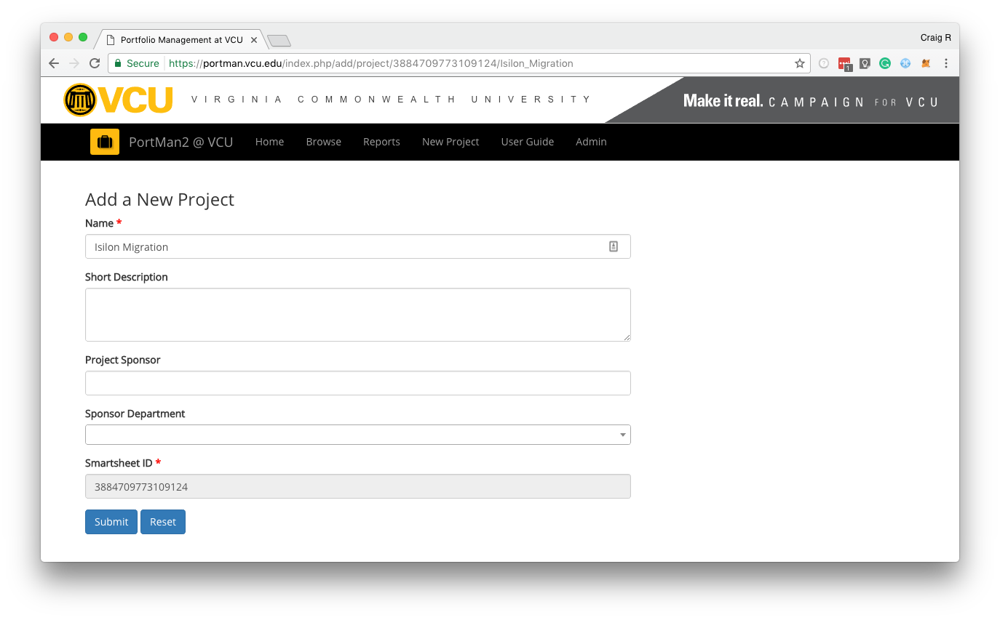 Portfolio Management at VCU
Craig R
Secure https://portman.vcu.edu/index.php/add/project/3884709773109124/Isilon_Migration
1
VCU VIRGINIA COMMONWEALTH UNIVERSITY Make it real. CAMPAIGN FOR VCU
PortMan2 @ VCU Home Browse Reports New Project User Guide Admin
Add a New Project
Name *
Isilon Migration
Short Description
Project Sponsor
Sponsor Department
Smartsheet ID *
3884709773109124
Submit Reset